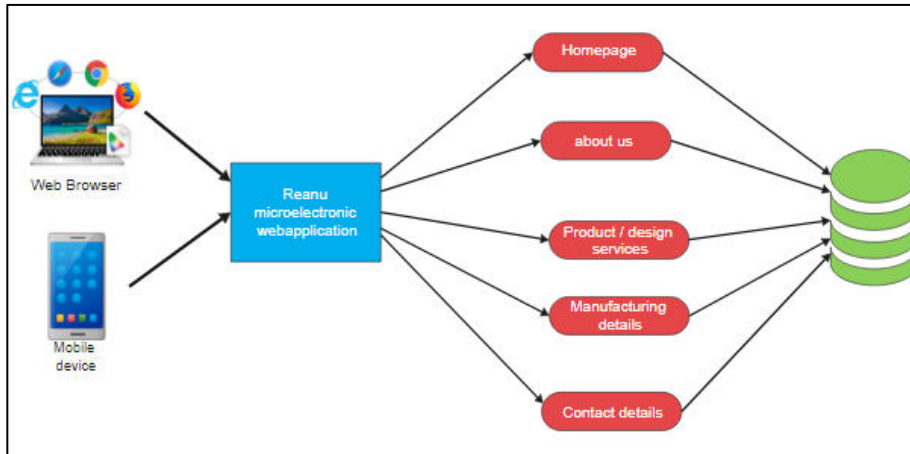 Web Browser
Mobile
device
Reanu
microelectronic
webapplication
Homepage
about us
Product / design
services
Manufacturing
details
Contact details